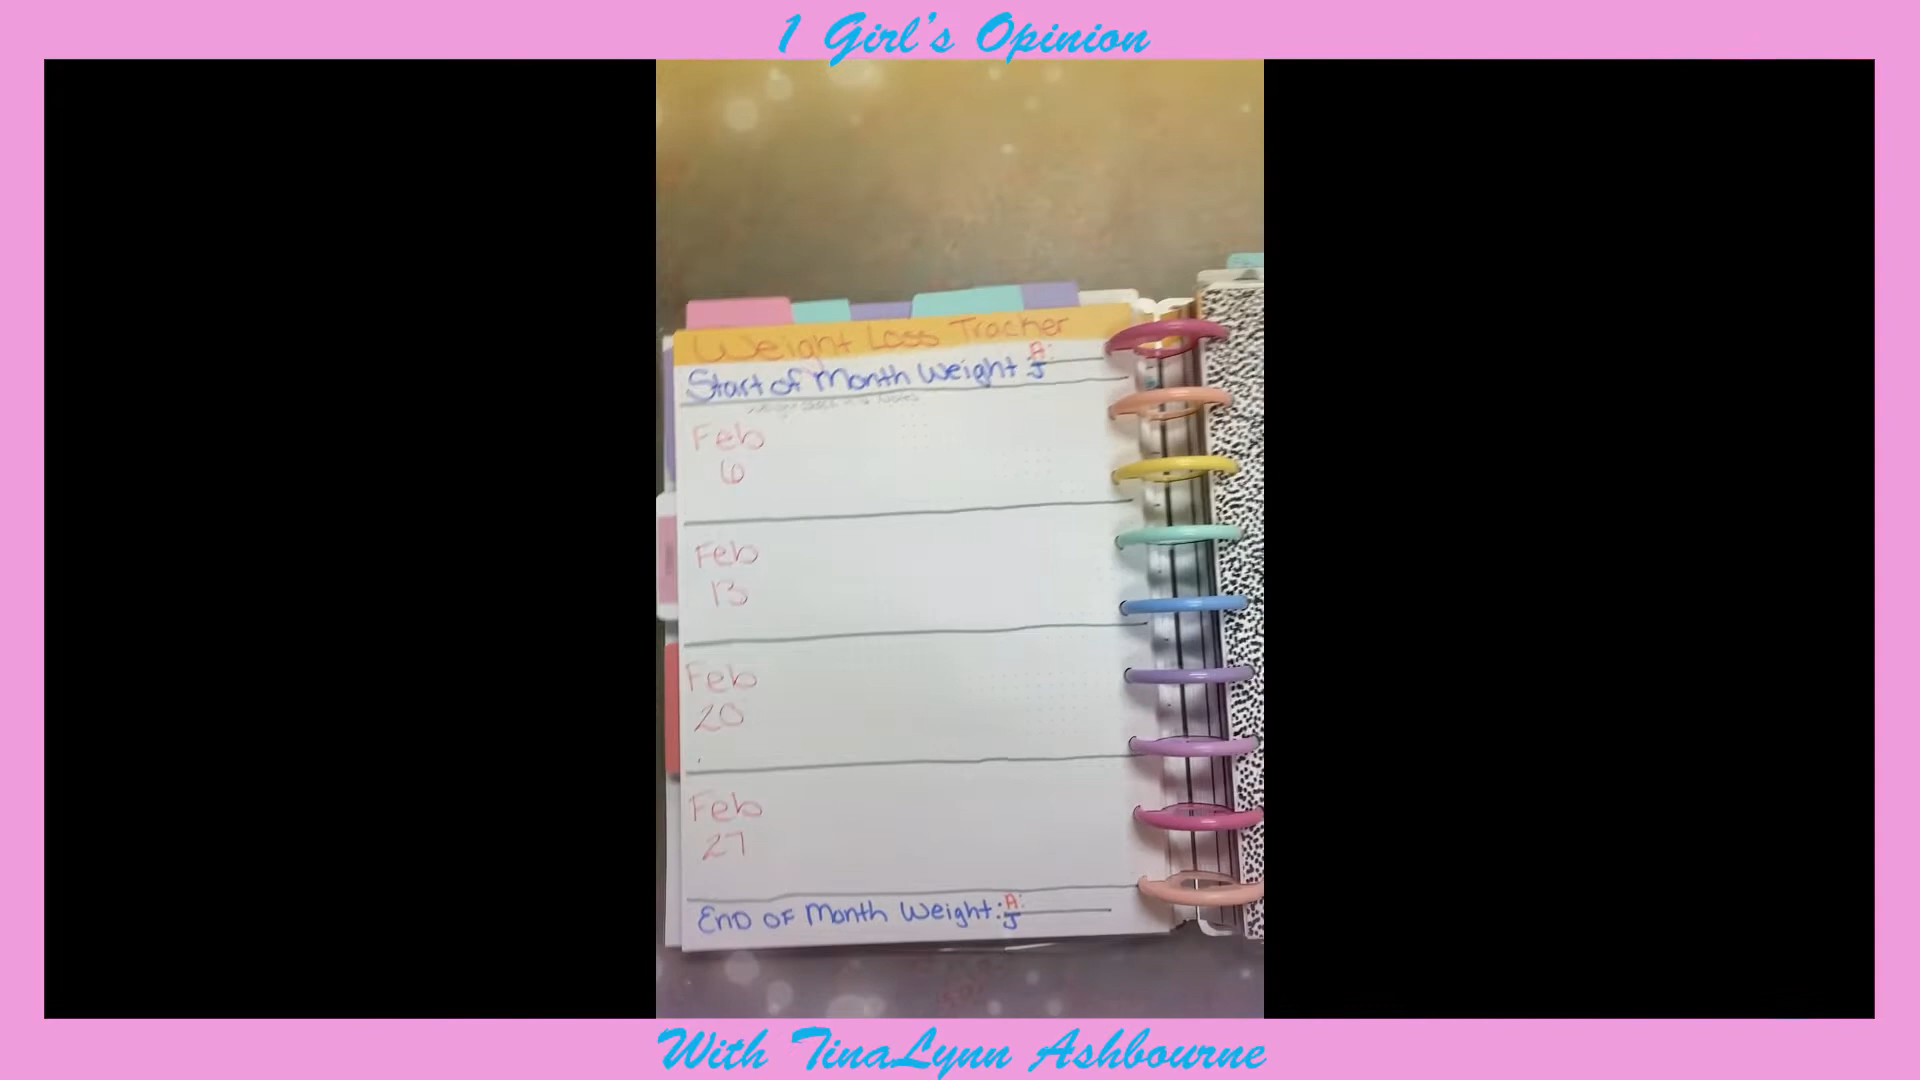 1 Girl's Opinion
Weight Loss Tracker
Start of Month Weight A:
J
Notes
Feb
6
Feb
13
Feb
20
Feb
27
End of Month Weight: A:
J
With TinaLynn Ashbourne